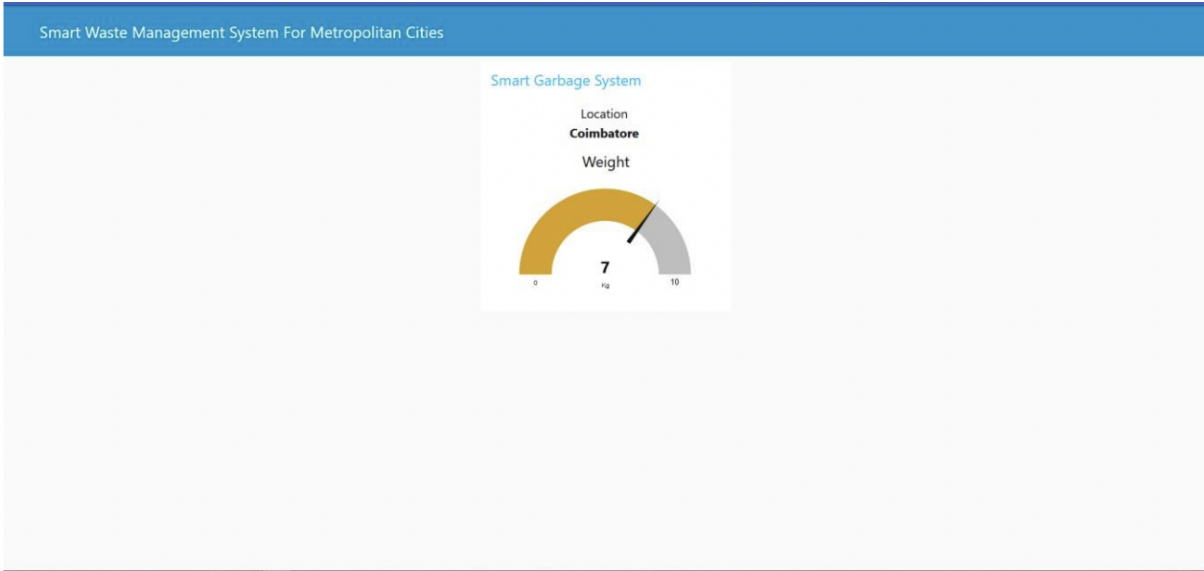 Smart Waste Management System For Metropolitan Cities
Smart Garbage System
Location
Coimbatore
Weight
7
0 Kg 10